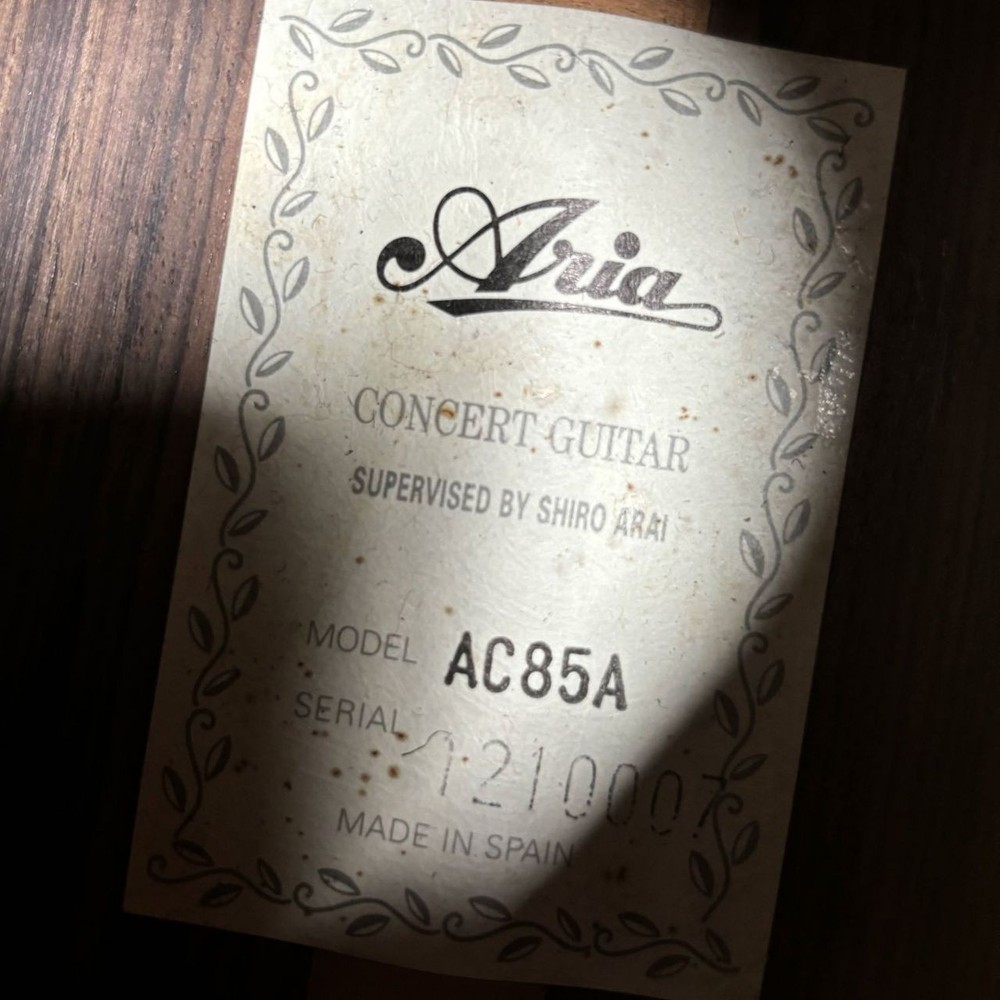 Aria
CONCERT GUITAR
SUPERVISED BY SHIRO ARAI
MODEL AC85A
SERIAL 1210007
MADE IN SPAIN